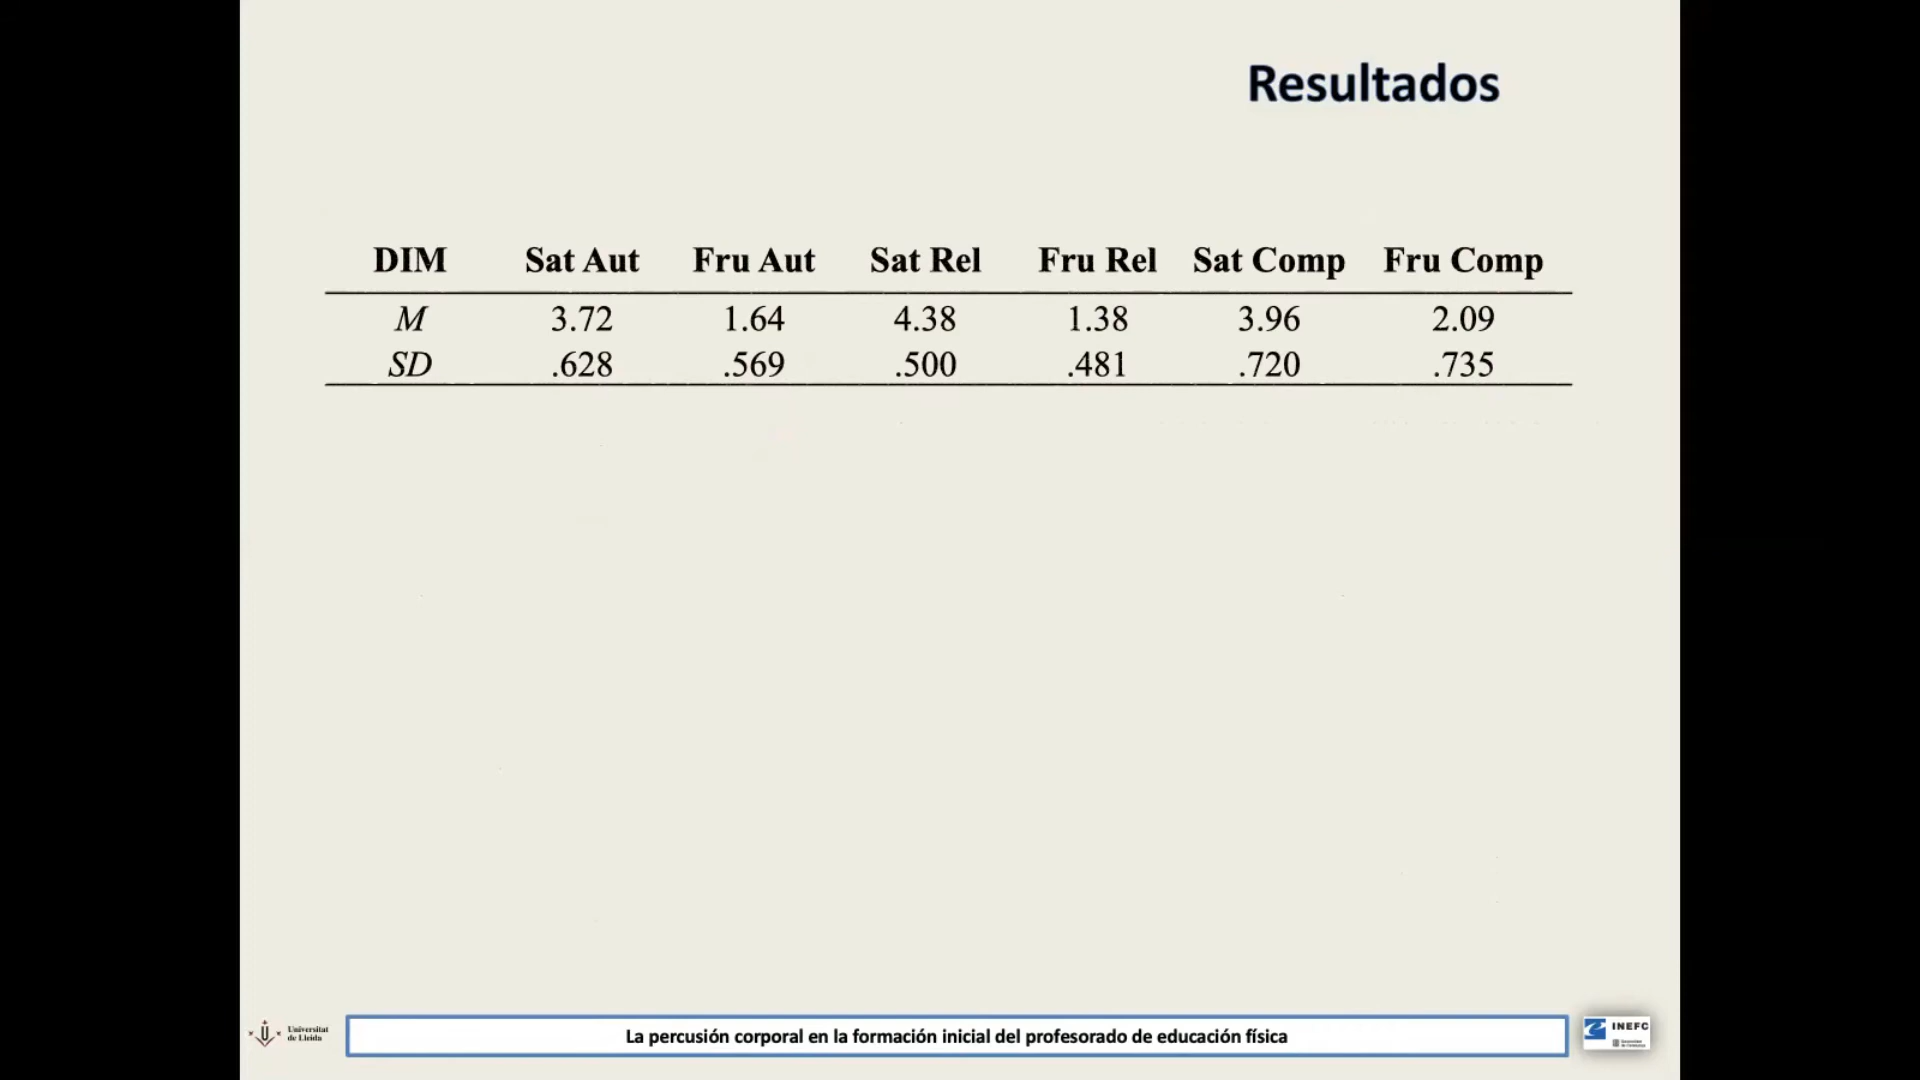 Resultados
DIM Sat Aut Fru Aut Sat Rel Fru Rel Sat Comp Fru Comp
M 3.72 1.64 4.38 1.38 3.96 2.09
SD .628 .569 .500 .481 .720 .735
Universitat
de Lleida
La percusión corporal en la formación inicial del profesorado de educación física
INEFC